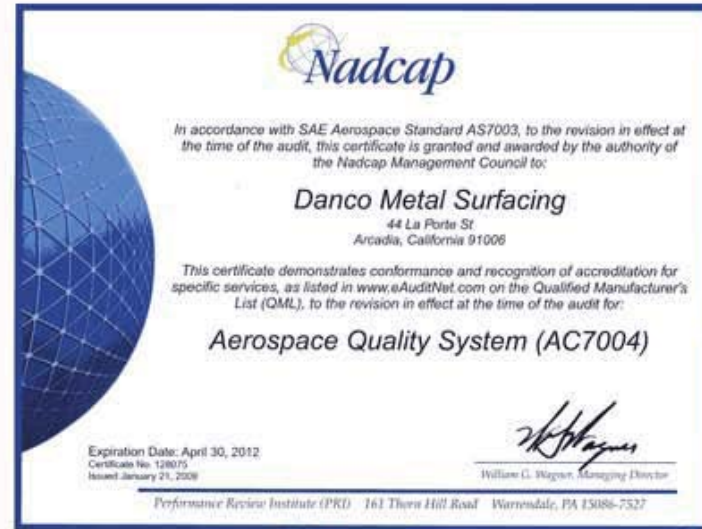 Nadcap
In accordance with SAE Aerospace Standard AS7003, to the revision in effect at
the time of the audit, this certificate is granted and awarded by the authority of
the Nadcap Management Council to:
Danco Metal Surfacing
44 La Porte St
Arcadia, California 91006
This certificate demonstrates conformance and recognition of accreditation for
specific services, as listed in www.eAuditNet.com on the Qualified Manufacturer's
List (QML), to the revision in effect at the time of the audit for:
Aerospace Quality System (AC7004)
Expiration Date: April 30, 2012
Certificate No. 128075
Issued January 21, 2009
William G. Wagner, Managing Director
Performance Review Institute (PRI) 161 Thorn Hill Road Warrendale, PA 15086-7527